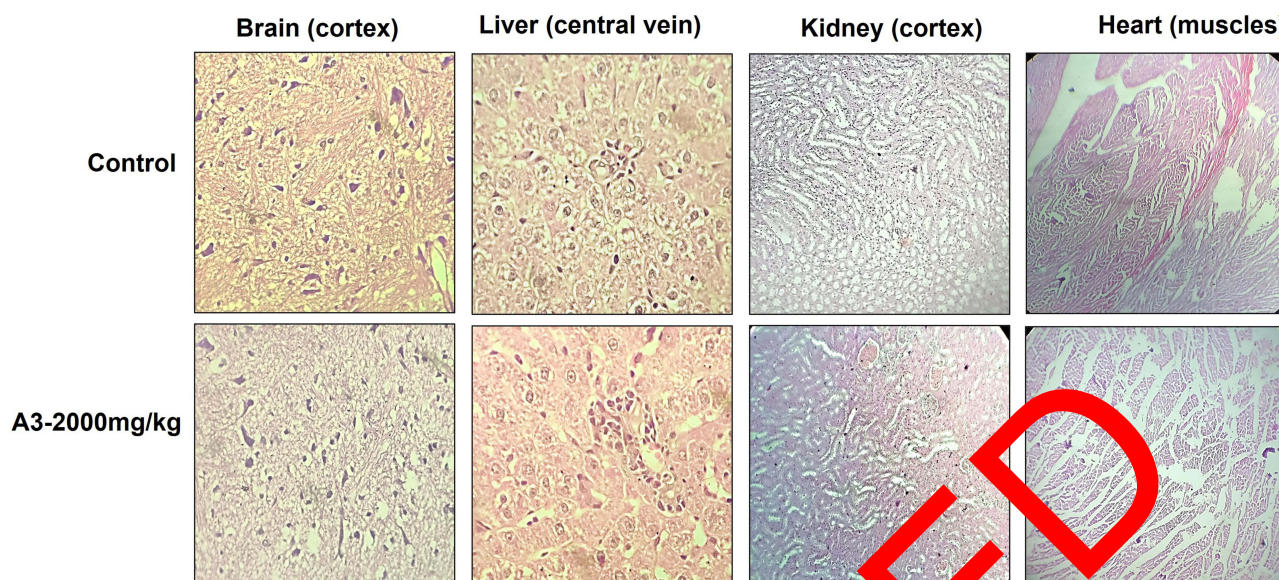 Brain (cortex)
Liver (central vein)
Kidney (cortex)
Heart (muscles
Control
A3-2000mg/kg